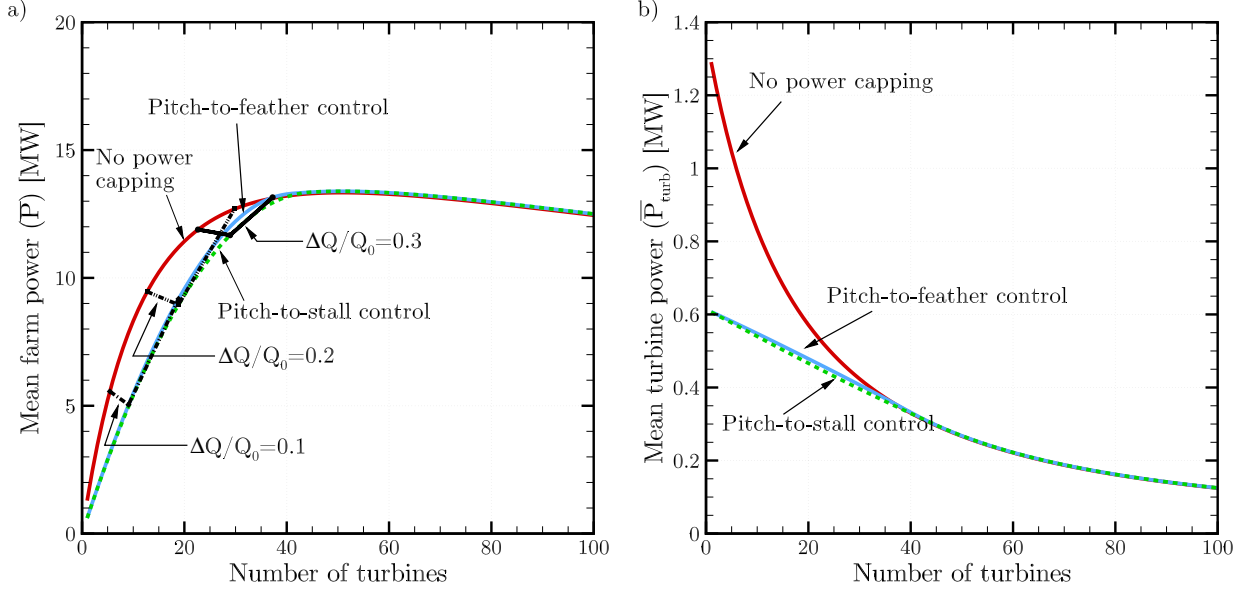 a)
20
15
10
5
0
0
20
40
60
80
100
Mean farm power (P) [MW]
Number of turbines
Pitch-to-feather control
No power
capping
ΔQ/Q₀=0.3
Pitch-to-stall control
ΔQ/Q₀=0.2
ΔQ/Q₀=0.1
b)
1.4
1.2
1
0.8
0.6
0.4
0.2
0
0
20
40
60
80
100
Mean turbine power (P̅turb) [MW]
Number of turbines
No power capping
Pitch-to-feather control
Pitch-to-stall control